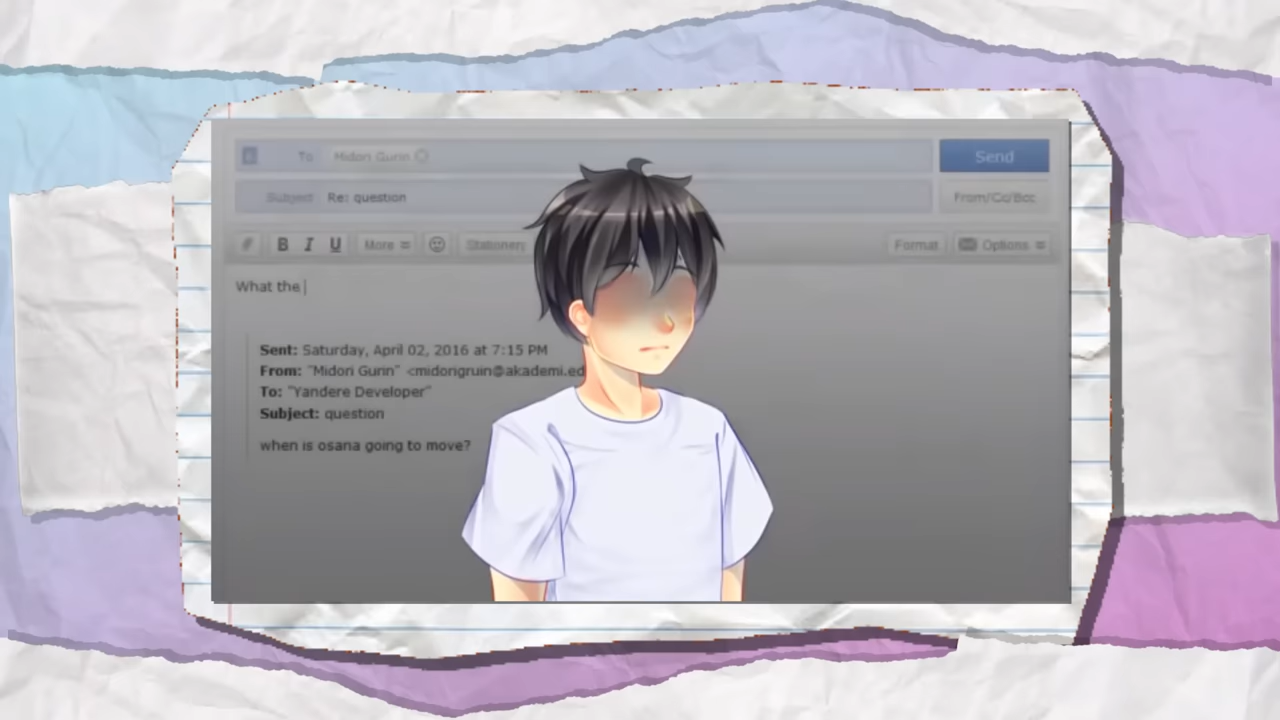 To Midori Gurin
Send
Subject Re: question
From/Cc/Bcc
B I U More Stationery Format Options
What the
Sent: Saturday, April 02, 2016 at 7:15 PM
From: "Midori Gurin" <midorigruin@akademi.ed
To: "Yandere Developer"
Subject: question
when is osana going to move?